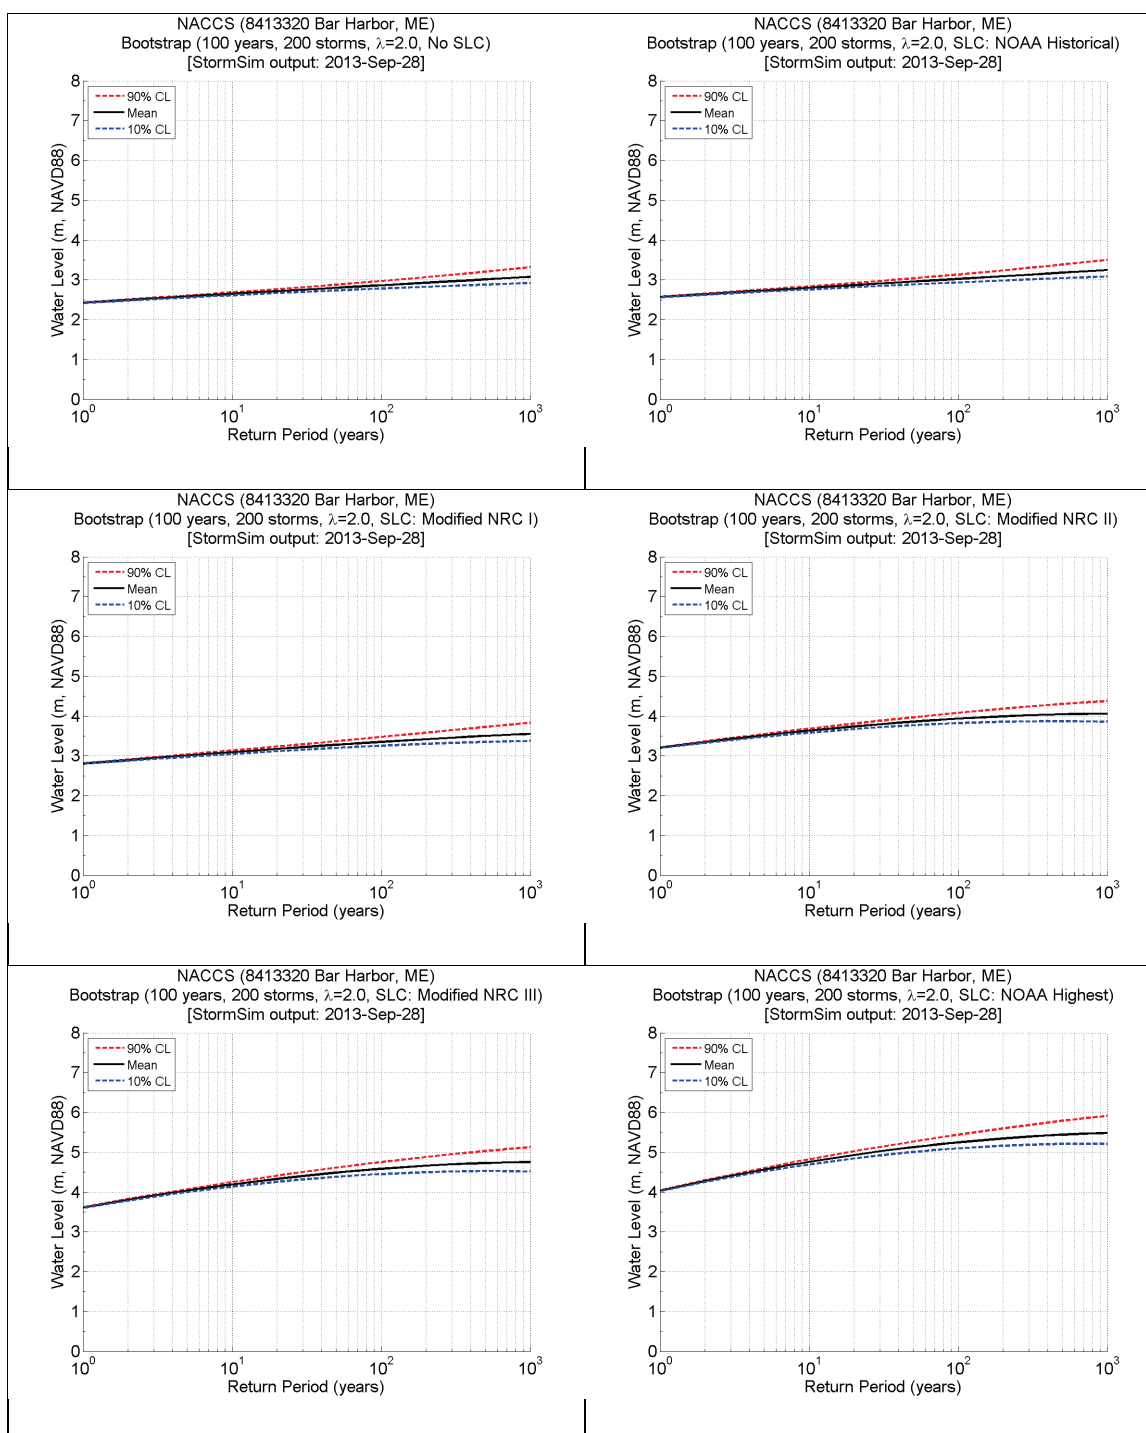 NACCS (8413320 Bar Harbor, ME)
Bootstrap (100 years, 200 storms, λ=2.0, No SLC)
[StormSim output: 2013-Sep-28]
90% CL
Mean
10% CL
Water Level (m, NAVD88)
8
7
6
5
4
3
2
1
0
10^0 10^1 10^2 10^3
Return Period (years)
NACCS (8413320 Bar Harbor, ME)
Bootstrap (100 years, 200 storms, λ=2.0, SLC: NOAA Historical)
[StormSim output: 2013-Sep-28]
90% CL
Mean
10% CL
Water Level (m, NAVD88)
8
7
6
5
4
3
2
1
0
10^0 10^1 10^2 10^3
Return Period (years)
NACCS (8413320 Bar Harbor, ME)
Bootstrap (100 years, 200 storms, λ=2.0, SLC: Modified NRC I)
[StormSim output: 2013-Sep-28]
90% CL
Mean
10% CL
Water Level (m, NAVD88)
8
7
6
5
4
3
2
1
0
10^0 10^1 10^2 10^3
Return Period (years)
NACCS (8413320 Bar Harbor, ME)
Bootstrap (100 years, 200 storms, λ=2.0, SLC: Modified NRC II)
[StormSim output: 2013-Sep-28]
90% CL
Mean
10% CL
Water Level (m, NAVD88)
8
7
6
5
4
3
2
1
0
10^0 10^1 10^2 10^3
Return Period (years)
NACCS (8413320 Bar Harbor, ME)
Bootstrap (100 years, 200 storms, λ=2.0, SLC: Modified NRC III)
[StormSim output: 2013-Sep-28]
90% CL
Mean
10% CL
Water Level (m, NAVD88)
8
7
6
5
4
3
2
1
0
10^0 10^1 10^2 10^3
Return Period (years)
NACCS (8413320 Bar Harbor, ME)
Bootstrap (100 years, 200 storms, λ=2.0, SLC: NOAA Highest)
[StormSim output: 2013-Sep-28]
90% CL
Mean
10% CL
Water Level (m, NAVD88)
8
7
6
5
4
3
2
1
0
10^0 10^1 10^2 10^3
Return Period (years)